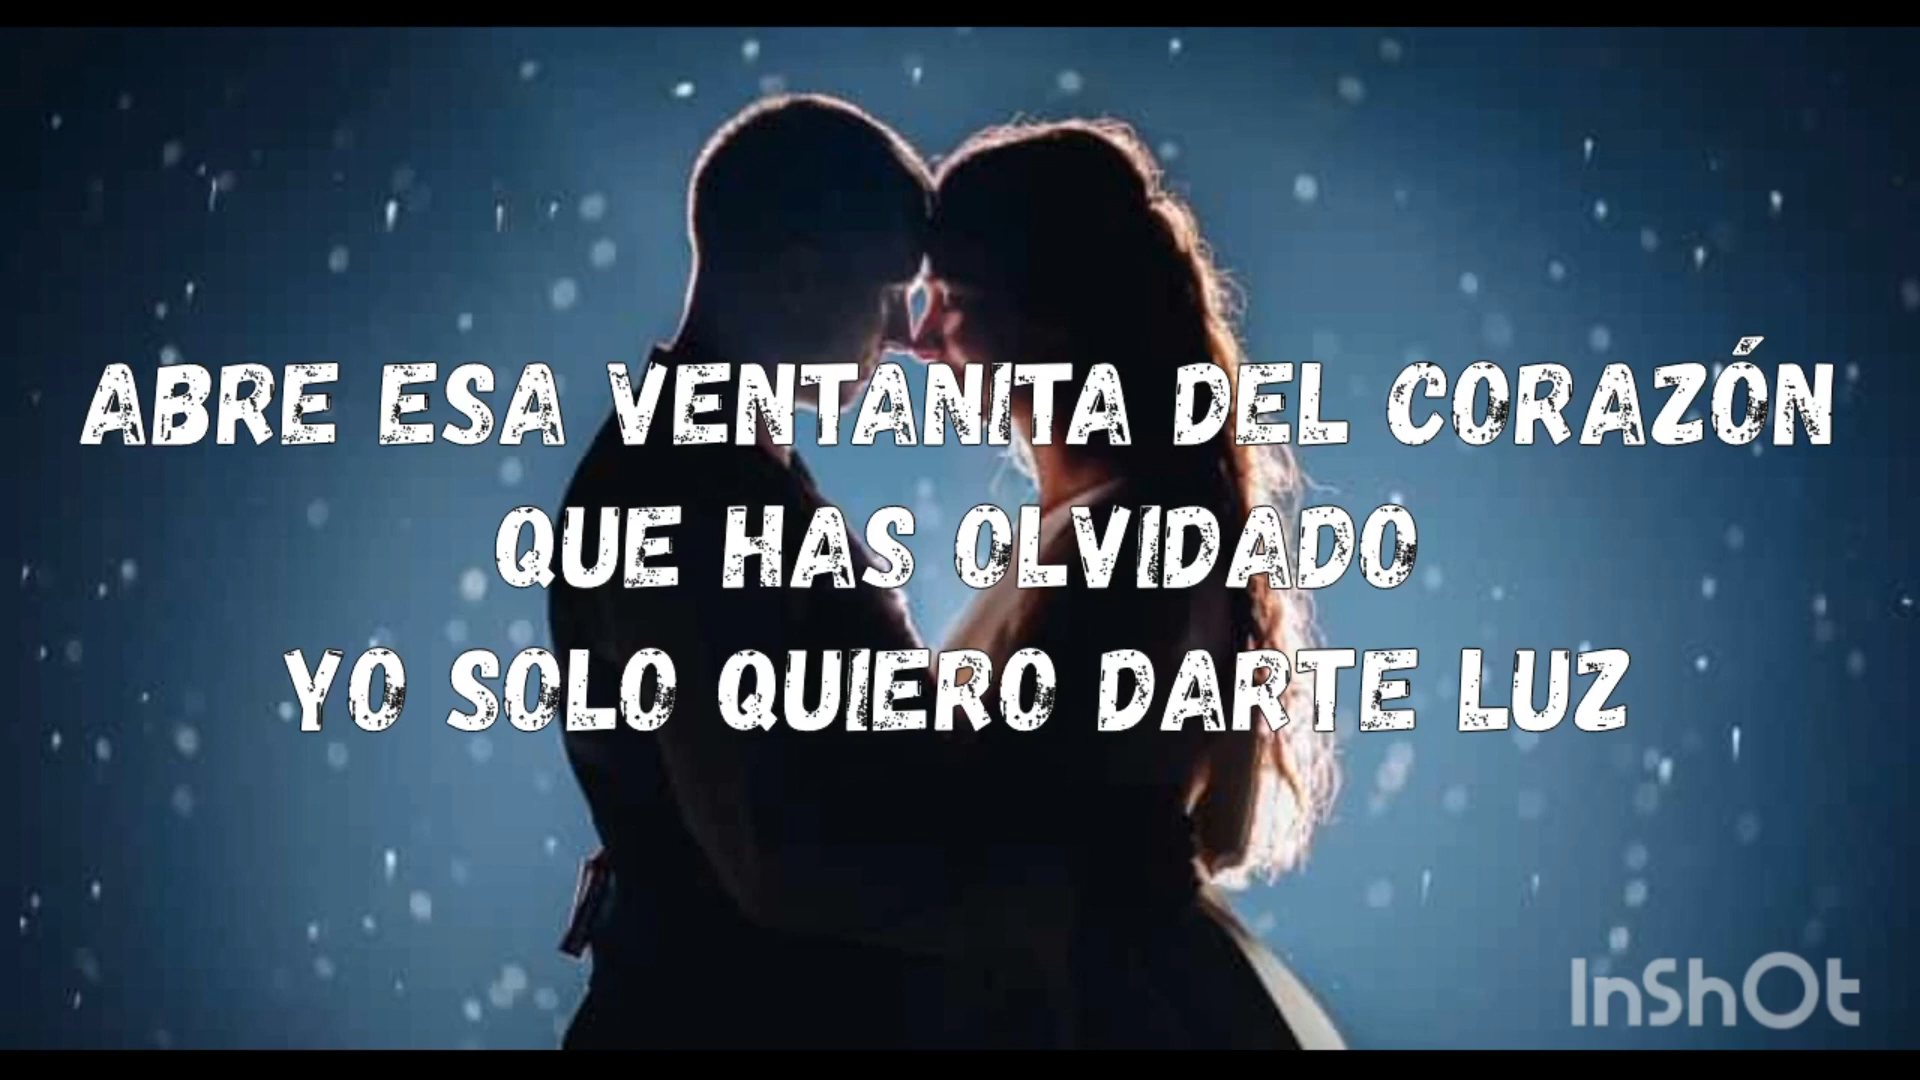 ABRE ESA VENTANITA DEL CORAZÓN
QUE HAS OLVIDADO
YO SOLO QUIERO DARTE LUZ
InShOt